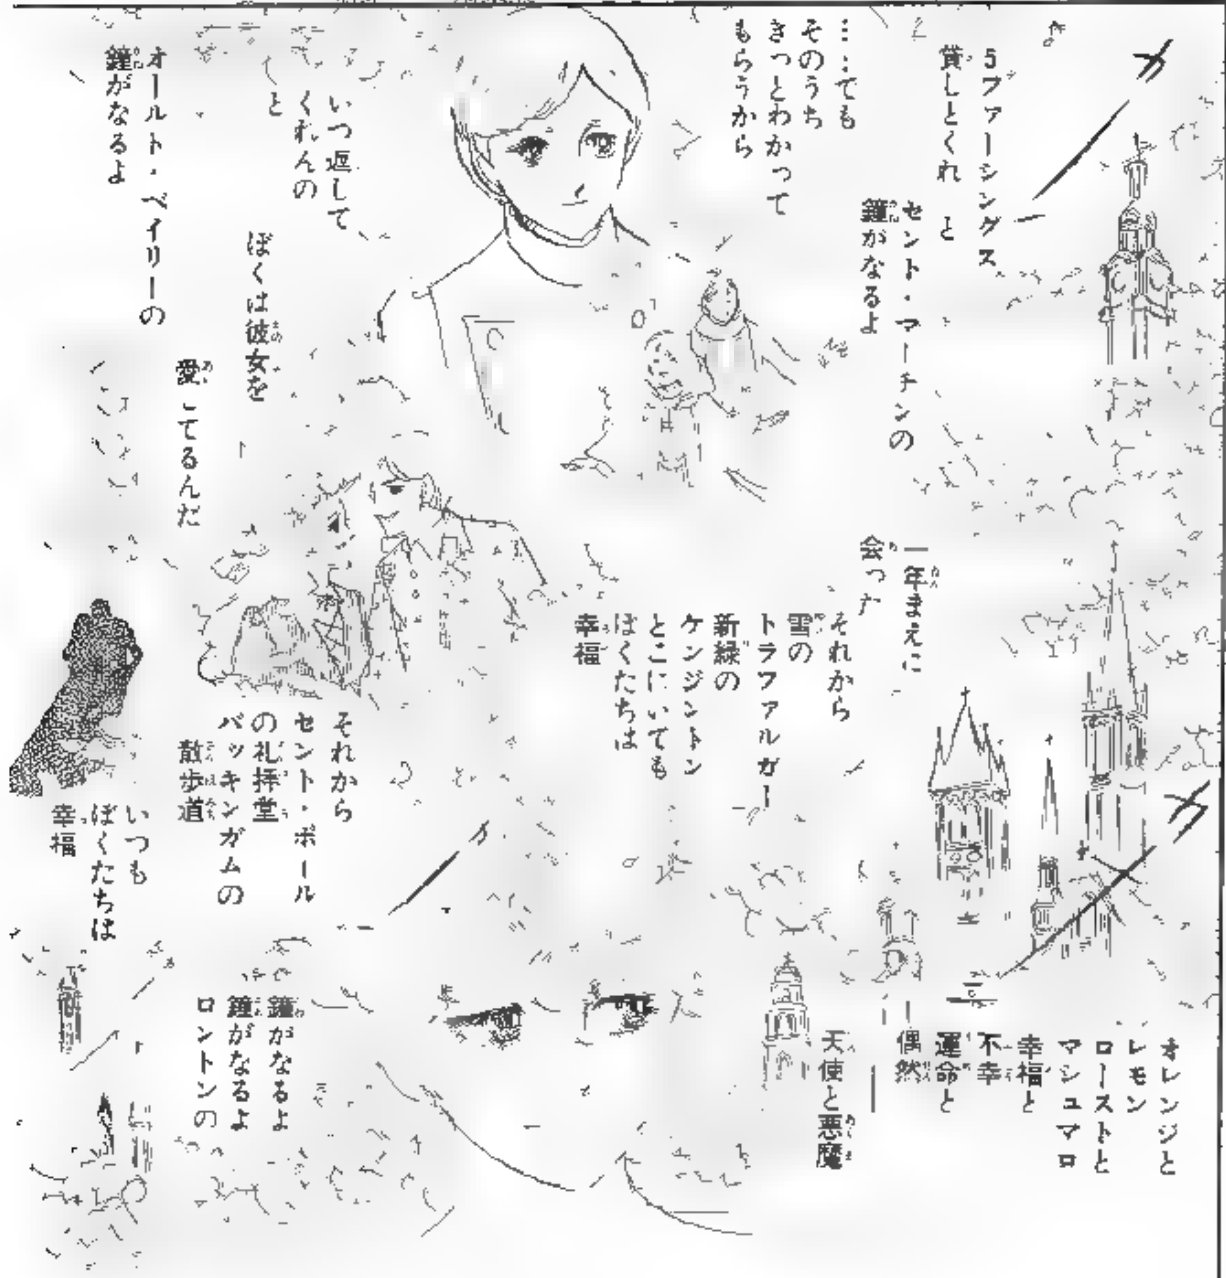 5ファーシングス
貸しとくれ　と
セント・マーチンの
鐘がなるよ
……でも
そのうち
きっとわかって
もらうから
いつ返して
くれんの
と
オールト・ベイリーの
鐘がなるよ
ぼくは彼女を
愛してるんだ
一年まえに
会った
それから
雪の
トラファルガー
新緑の
ケンジントン
とこにいても
ぼくたちは
幸福
それから
セント・ポール
の礼拝堂
バッキンガムの
散歩道
いつも
ぼくたちは
幸福
オレンジと
レモン
ローストと
マシュマロ
幸福と
不幸
運命と
偶然
天使と悪魔
鐘がなるよ
鐘がなるよ
ロントンの